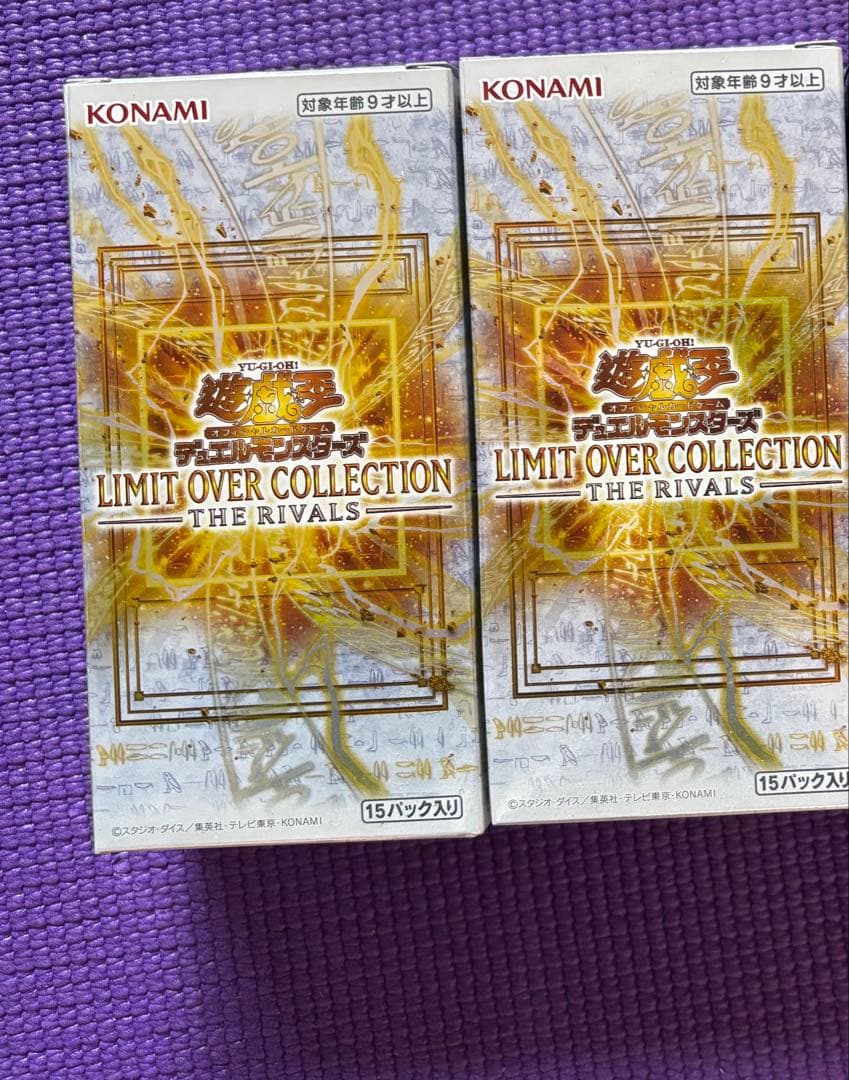 KONAMI
対象年齢9才以上
YU-GI-OH!
遊戯王
オフィシャルカードゲーム
デュエルモンスターズ
LIMIT OVER COLLECTION
THE RIVALS
15パック入り
©スタジオ・ダイス/集英社・テレビ東京・KONAMI
KONAMI
対象年齢9才以上
YU-GI-OH!
遊戯王
オフィシャルカードゲーム
デュエルモンスターズ
LIMIT OVER COLLECTION
THE RIVALS
15パック入り
©スタジオ・ダイス/集英社・テレビ東京・KONAMI